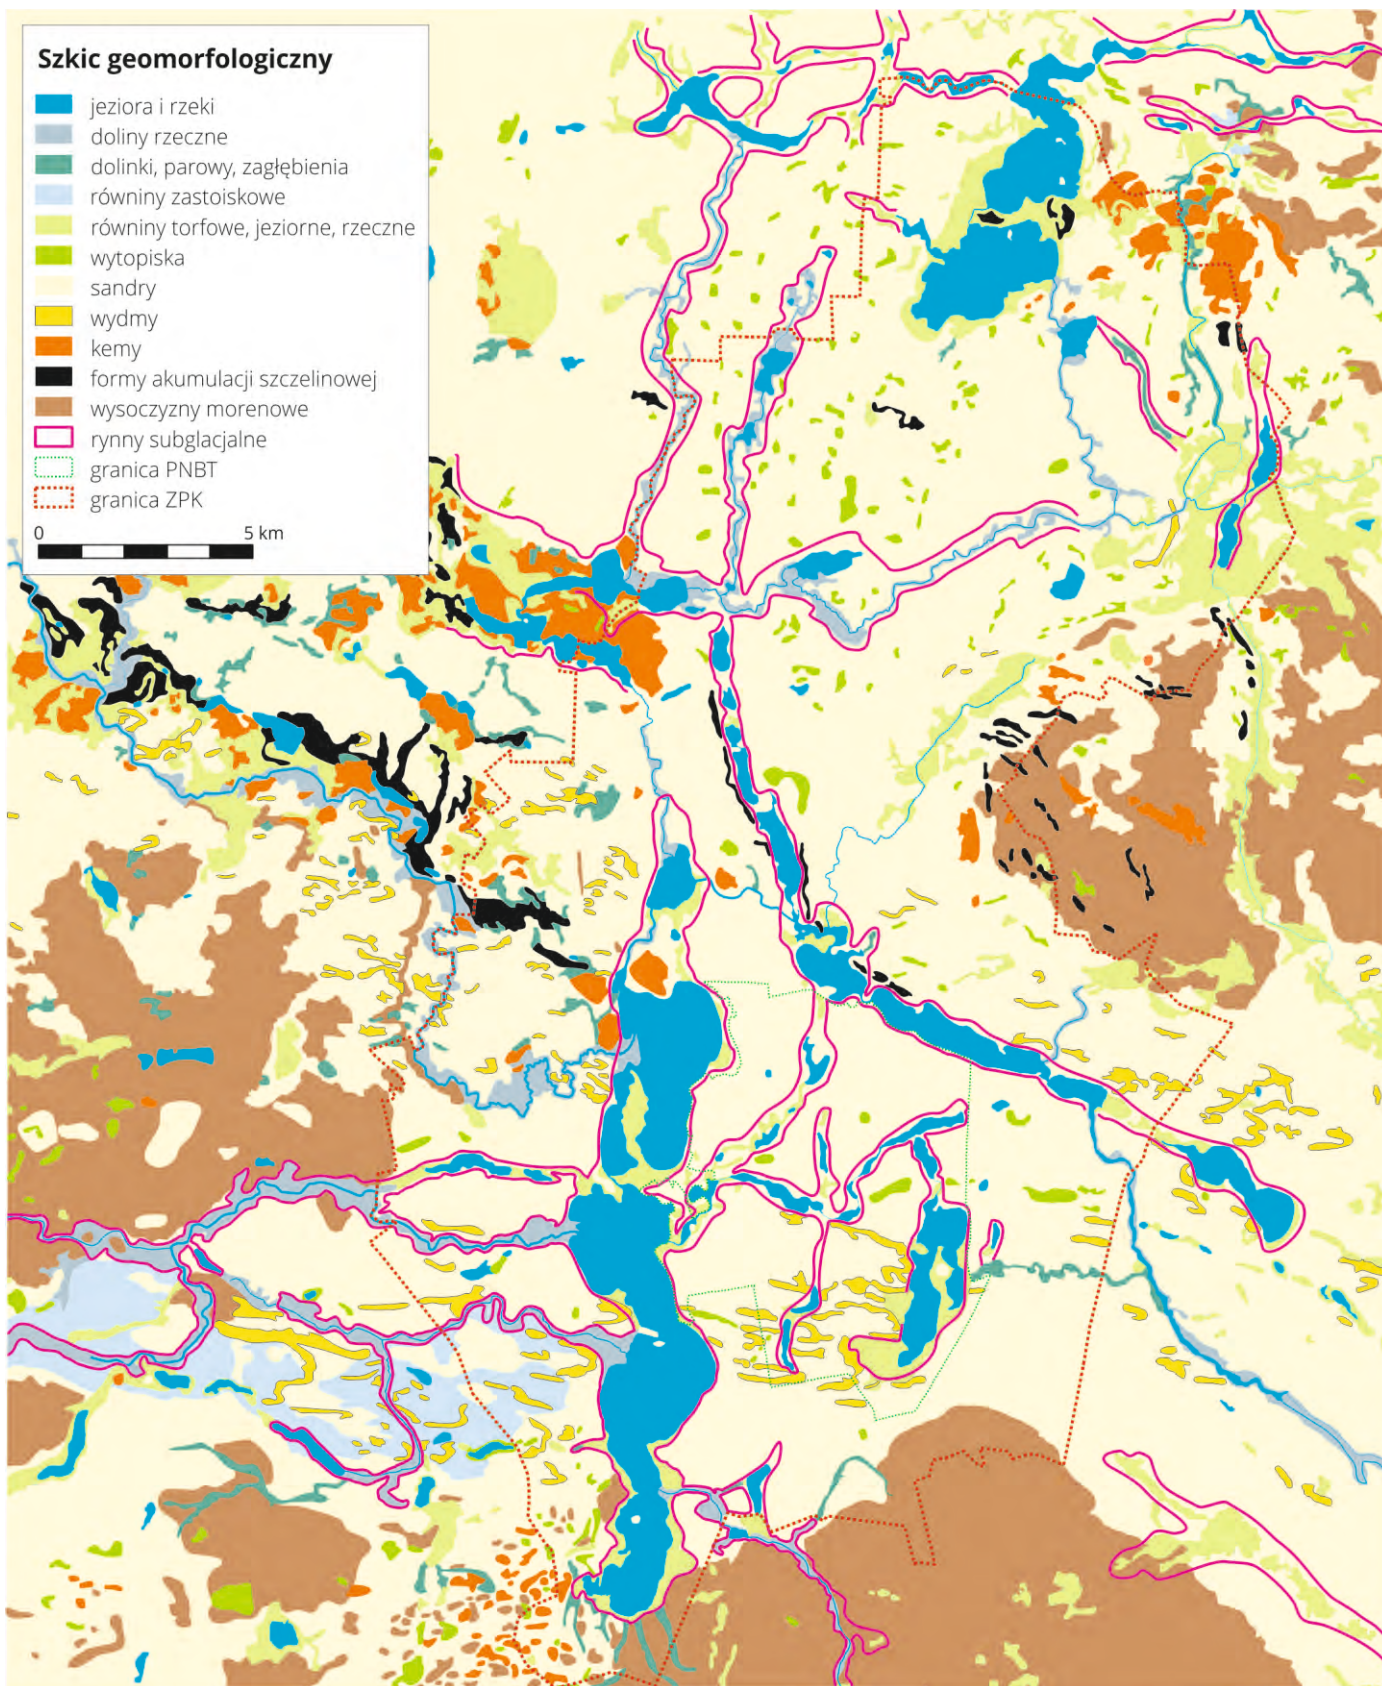 Szkic geomorfologiczny
jeziora i rzeki
doliny rzeczne
dolinki, parowy, zagłębienia
równiny zastoiskowe
równiny torfowe, jeziorne, rzeczne
wytopiska
sandry
wydmy
kemy
formy akumulacji szczelinowej
wysoczyzny morenowe
rynny subglacjalne
granica PNBT
granica ZPK
0 5 km